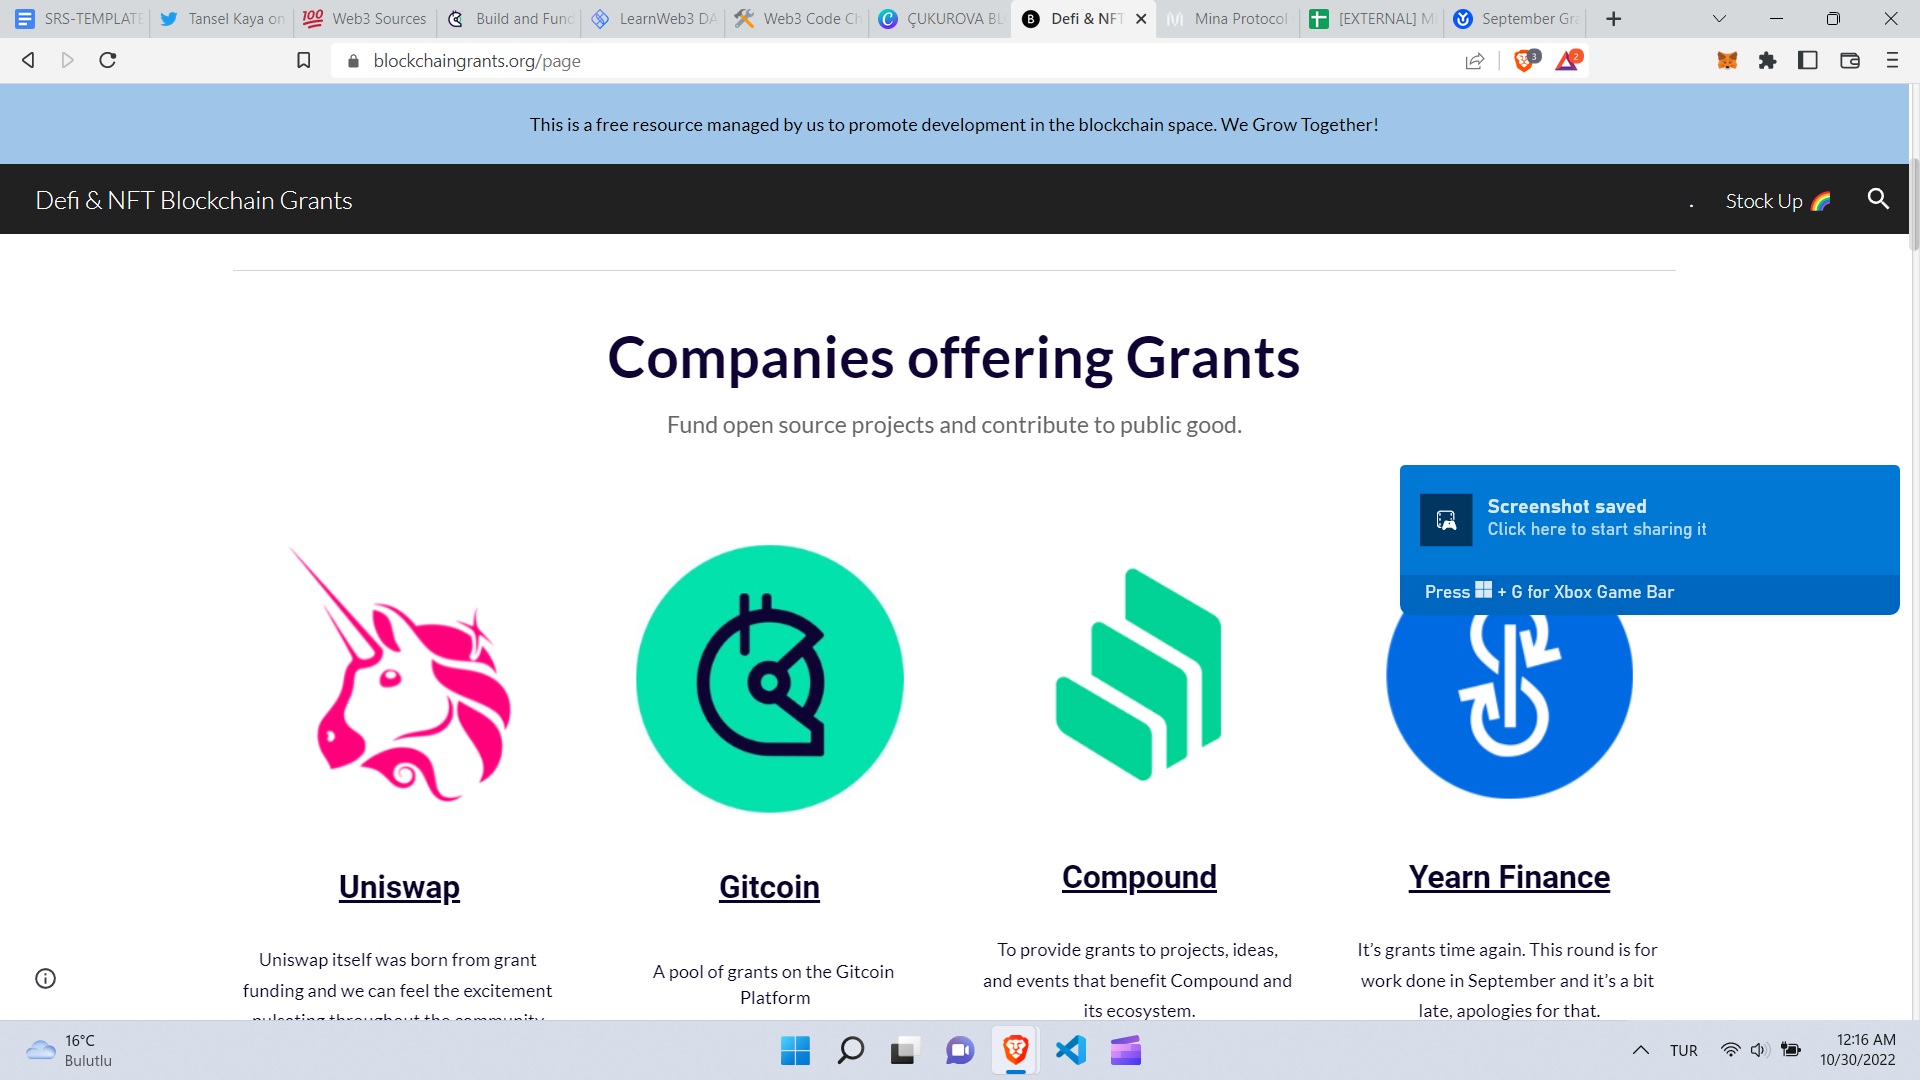 SRS-TEMPLATE
Tansel Kaya on
Web3 Sources
Build and Fund
LearnWeb3 DA
Web3 Code Ch
ÇUKUROVA BL
Defi & NFT
Mina Protocol
[EXTERNAL] M
September Gra
blockchaingrants.org/page
3
2
This is a free resource managed by us to promote development in the blockchain space. We Grow Together!
Defi & NFT Blockchain Grants
. Stock Up 🌈
Companies offering Grants
Fund open source projects and contribute to public good.
Screenshot saved
Click here to start sharing it
Press + G for Xbox Game Bar
Uniswap
Uniswap itself was born from grant
funding and we can feel the excitement
pulsating throughout the community
Gitcoin
A pool of grants on the Gitcoin
Platform
Compound
To provide grants to projects, ideas,
and events that benefit Compound and
its ecosystem.
Yearn Finance
It’s grants time again. This round is for
work done in September and it’s a bit
late, apologies for that.
16°C
Bulutlu
TUR
12:16 AM
10/30/2022